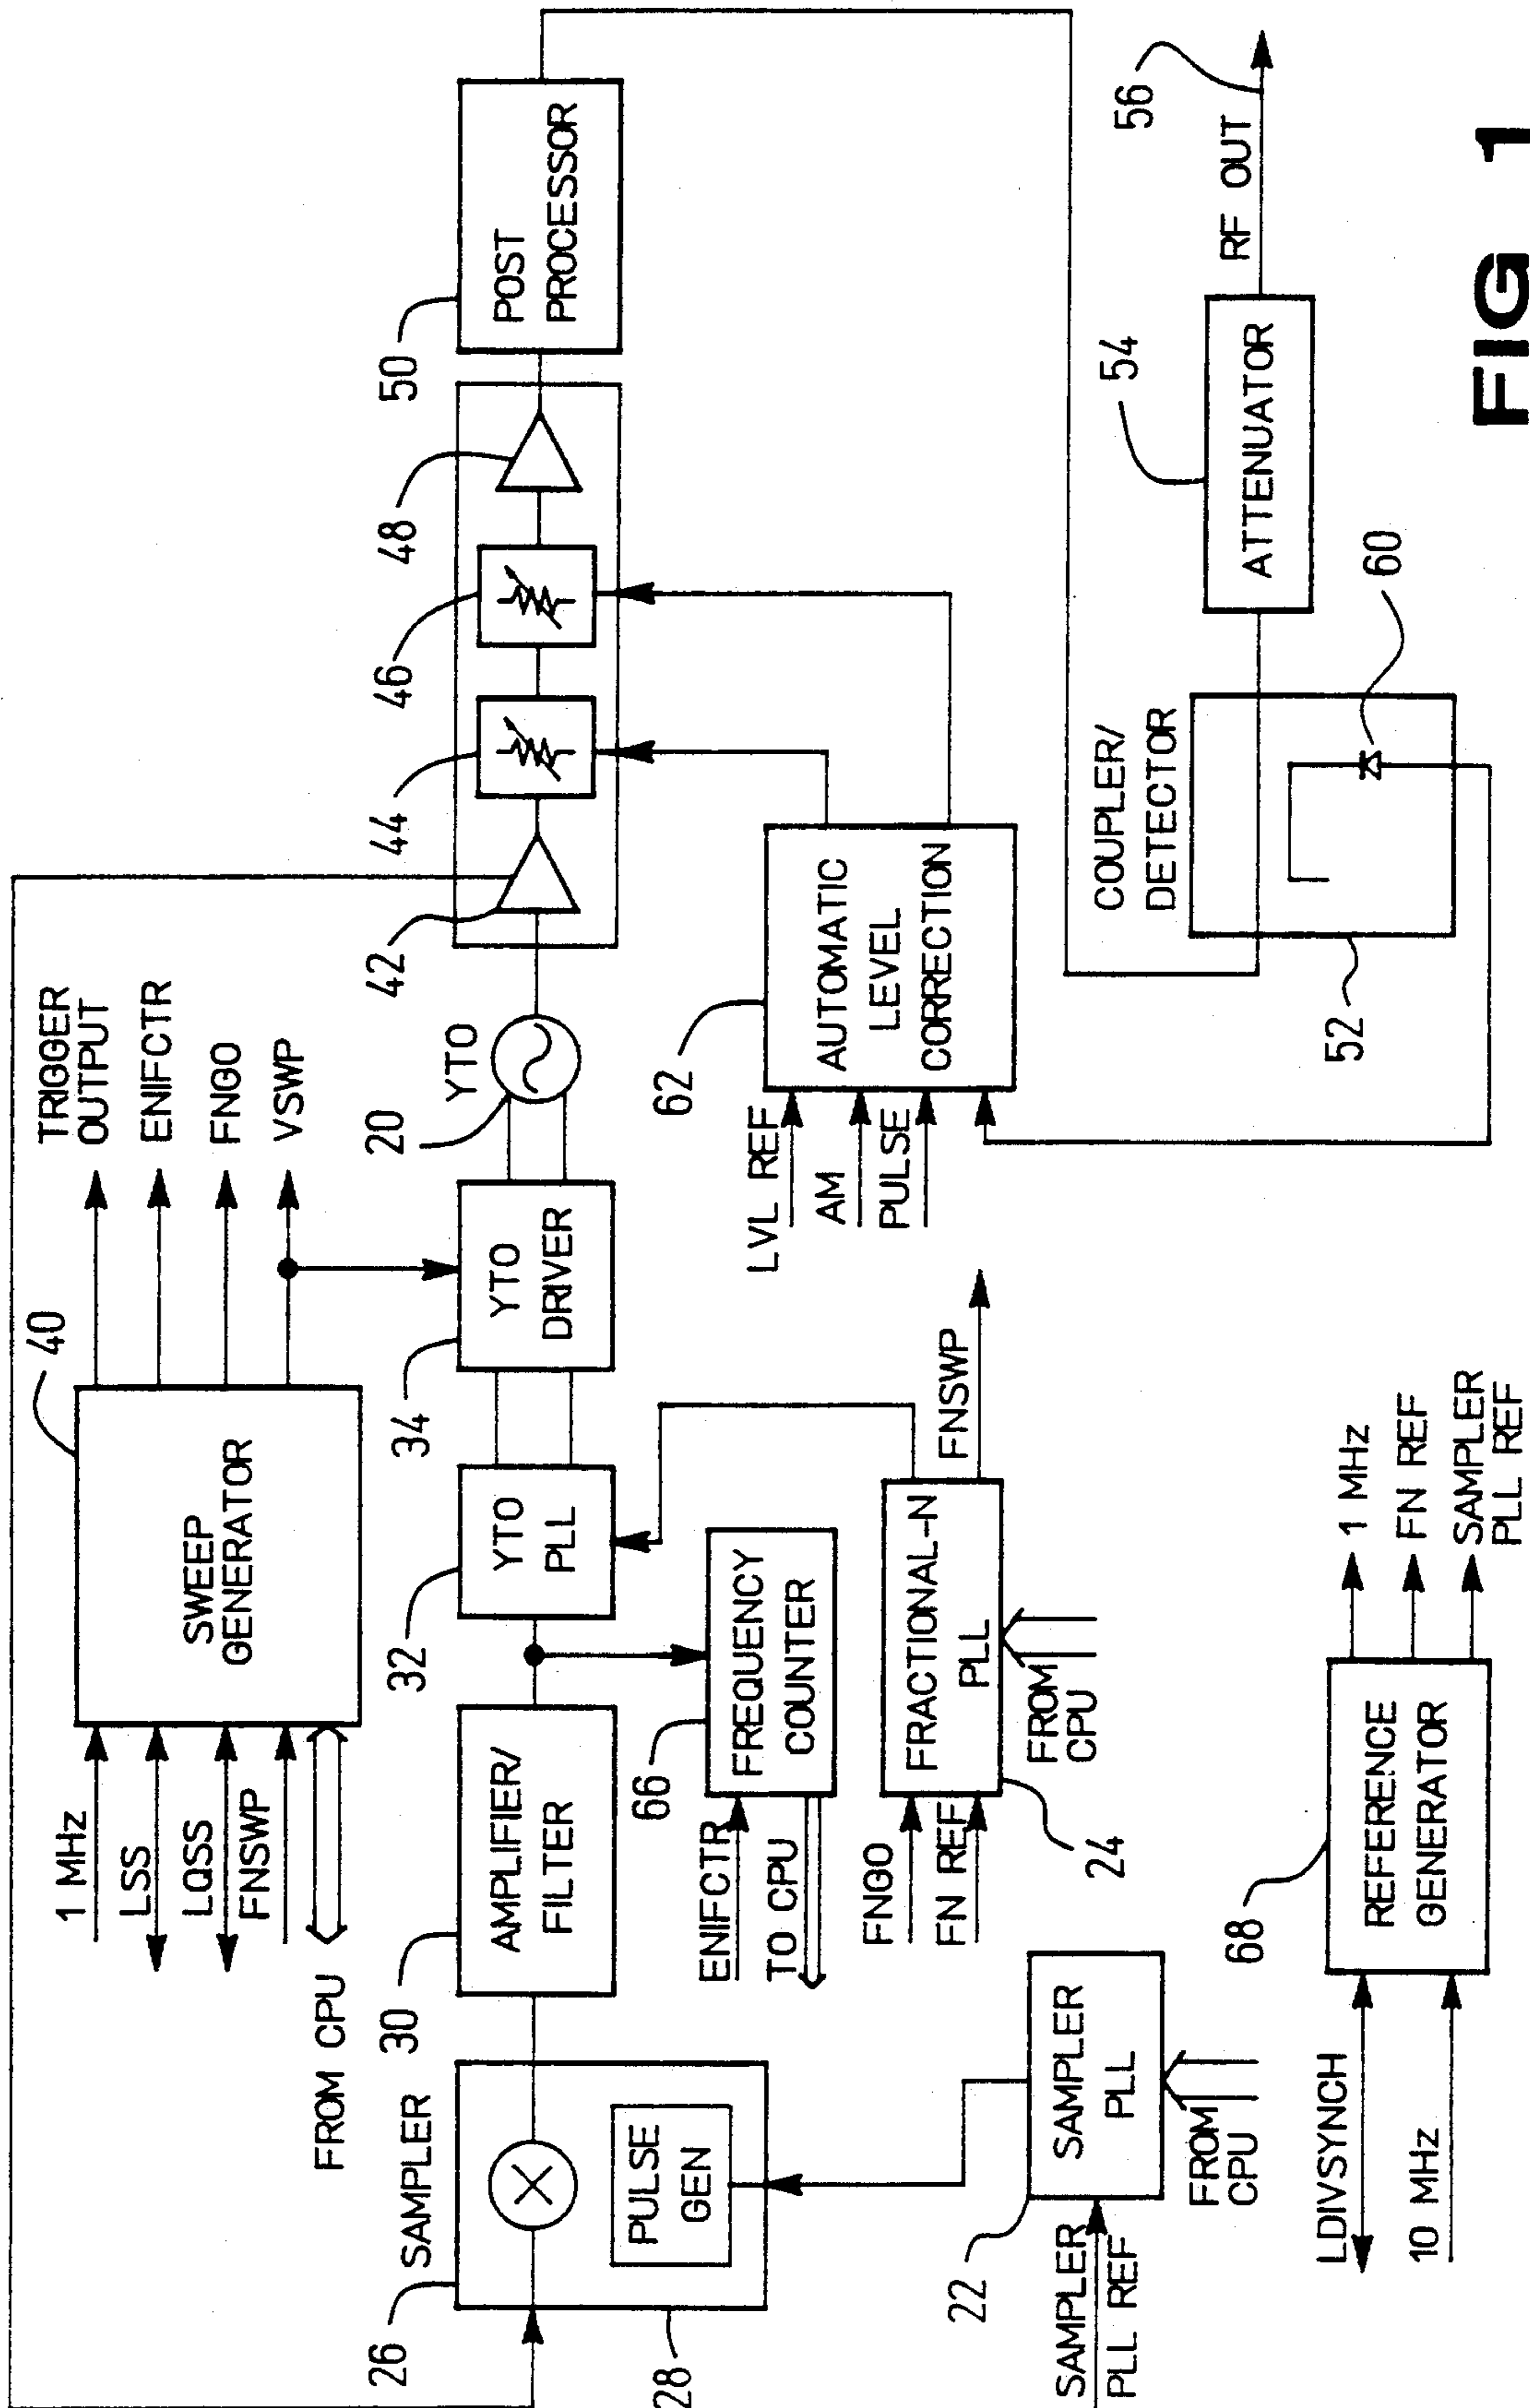 TRIGGER
OUTPUT
ENIFCTR
FNGO
VSWP
40
SWEEP
GENERATOR
1 MHz
LSS
LQSS
FNSWP
FROM CPU
26
SAMPLER
PULSE
GEN
28
30
AMPLIFIER/
FILTER
32
YTO
PLL
34
YTO
DRIVER
20
YTO
42
44
46
48
50
POST
PROCESSOR
66
FREQUENCY
COUNTER
ENIFCTR
TO CPU
62
AUTOMATIC
LEVEL
CORRECTION
LVL REF
AM
PULSE
FRACTIONAL-N
PLL
FNGO
FN REF
24
FROM
CPU
FNSWP
22
SAMPLER
PLL
SAMPLER
PLL REF
FROM
CPU
COUPLER/
DETECTOR
52
60
54
ATTENUATOR
RF OUT
56
68
REFERENCE
GENERATOR
LDIVSYNCH
10 MHz
1 MHz
FN REF
SAMPLER
PLL REF
FIG 1